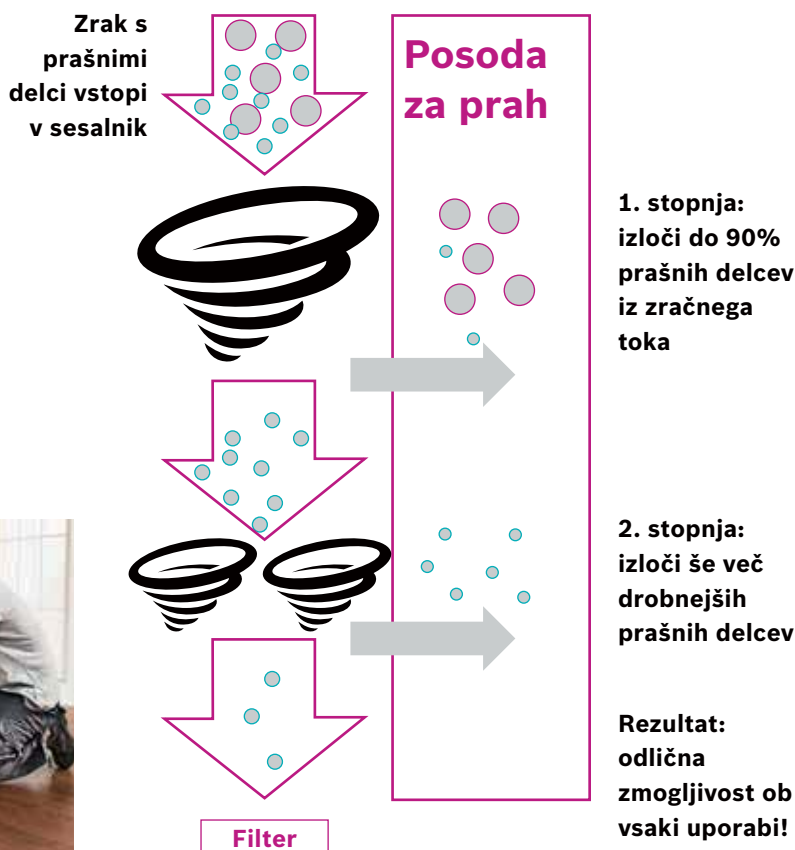 Zrak s
prašnimi
delci vstopi
v sesalnik
Posoda
za prah
1. stopnja:
izloči do 90%
prašnih delcev
iz zračnega
toka
2. stopnja:
izloči še več
drobnejših
prašnih delcev
Rezultat:
odlična
zmogljivost ob
vsaki uporabi!
Filter